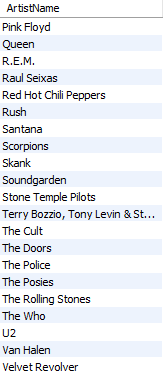 ArtistName
Pink Floyd
Queen
R.E.M.
Raul Seixas
Red Hot Chili Peppers
Rush
Santana
Scorpions
Skank
Soundgarden
Stone Temple Pilots
Terry Bozzio, Tony Levin & St...
The Cult
The Doors
The Police
The Posies
The Rolling Stones
The Who
U2
Van Halen
Velvet Revolver